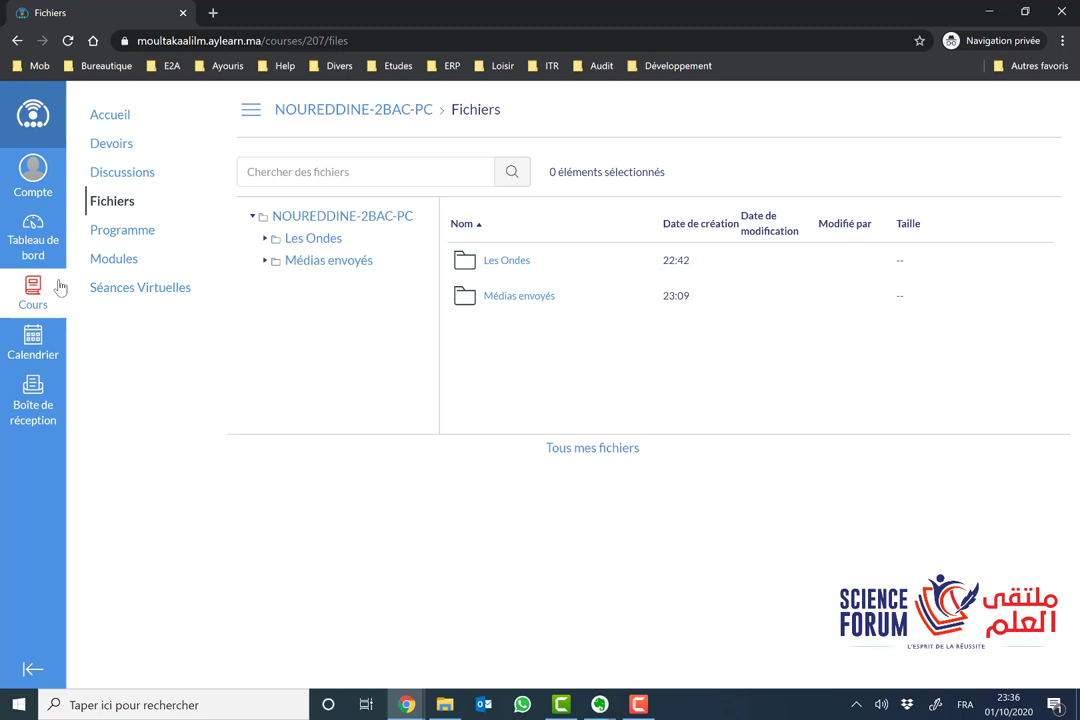 Fichiers
moultakaalilm.aylearn.ma/courses/207/files
Navigation privée
Mob
Bureautique
E2A
Ayouris
Help
Divers
Etudes
ERP
Loisir
ITR
Audit
Développement
Autres favoris
Compte
Tableau de
bord
Cours
Calendrier
Boîte de
réception
Accueil
Devoirs
Discussions
Fichiers
Programme
Modules
Séances Virtuelles
NOUREDDINE-2BAC-PC > Fichiers
Chercher des fichiers
0 éléments sélectionnés
NOUREDDINE-2BAC-PC
Les Ondes
Médias envoyés
Nom
Date de création
Date de
modification
Modifié par
Taille
Les Ondes
22:42
--
Médias envoyés
23:09
--
Tous mes fichiers
SCIENCE
FORUM
ملتقى
العلم
L'ESPRIT DE LA RÉUSSITE
Taper ici pour rechercher
FRA
23:36
01/10/2020
1